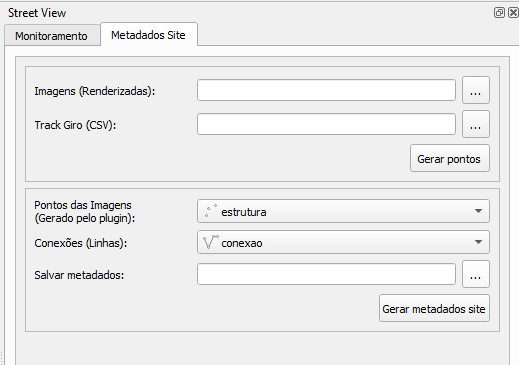 Street View
Monitoramento
Metadados Site
Imagens (Renderizadas):
...
Track Giro (CSV):
...
Gerar pontos
Pontos das Imagens
(Gerado pelo plugin):
estrutura
Conexões (Linhas):
conexao
Salvar metadados:
...
Gerar metadados site